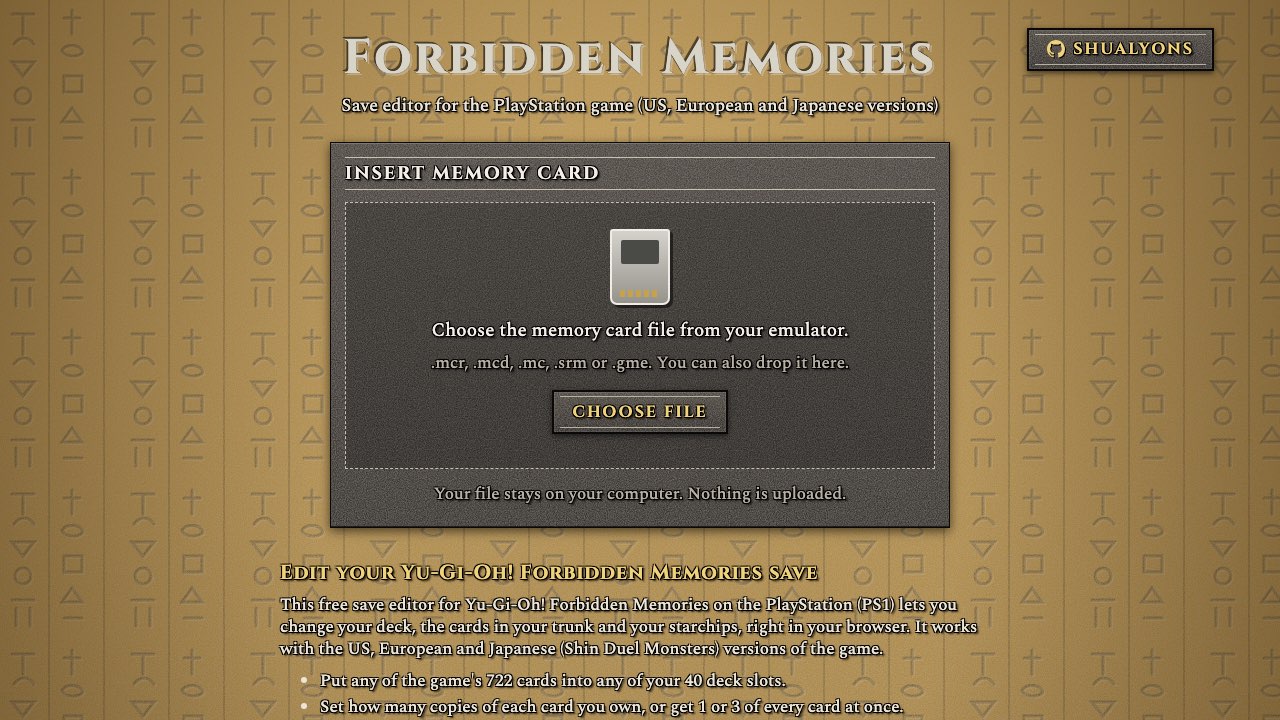 Forbidden Memories
SHUALYONS
Save editor for the PlayStation game (US, European and Japanese versions)
INSERT MEMORY CARD
Choose the memory card file from your emulator.
.mcr, .mcd, .mc, .srm or .gme. You can also drop it here.
CHOOSE FILE
Your file stays on your computer. Nothing is uploaded.
Edit your Yu-Gi-Oh! Forbidden Memories save
This free save editor for Yu-Gi-Oh! Forbidden Memories on the PlayStation (PS1) lets you
change your deck, the cards in your trunk and your starchips, right in your browser. It works
with the US, European and Japanese (Shin Duel Monsters) versions of the game.
Put any of the game's 722 cards into any of your 40 deck slots.
Set how many copies of each card you own, or get 1 or 3 of every card at once.